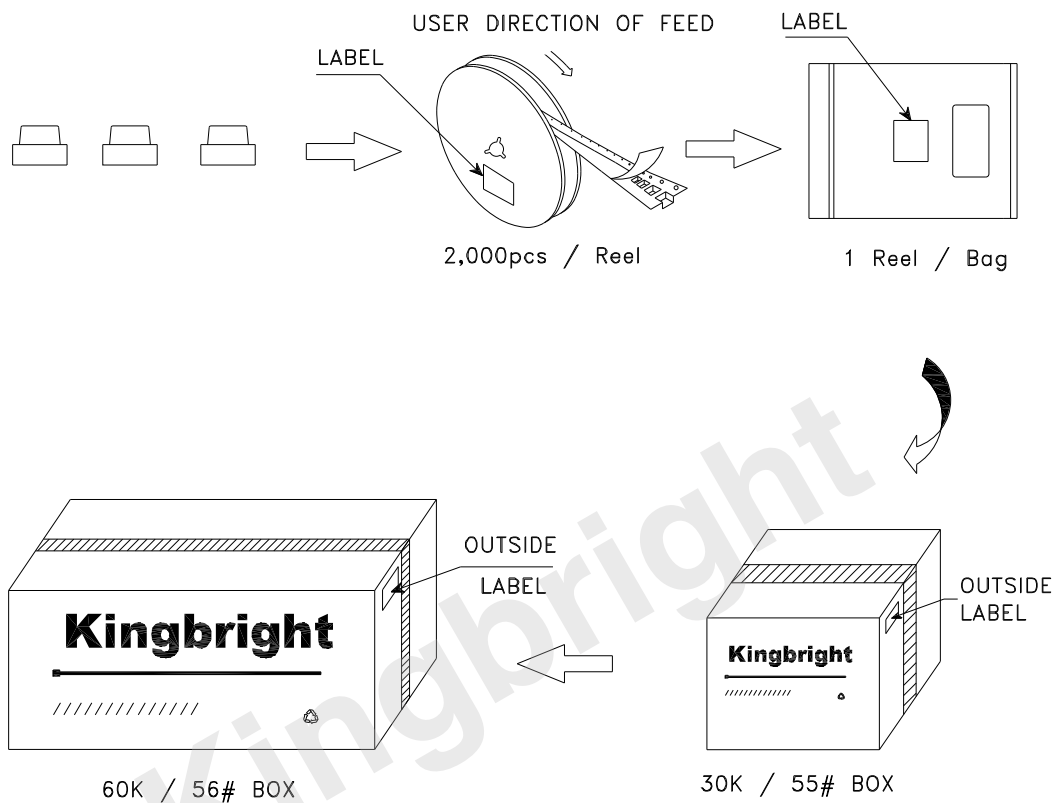 USER DIRECTION OF FEED
LABEL
LABEL
2,000pcs / Reel
1 Reel / Bag
OUTSIDE
LABEL
OUTSIDE
LABEL
Kingbright
Kingbright
60K / 56# BOX
30K / 55# BOX
Kingbright